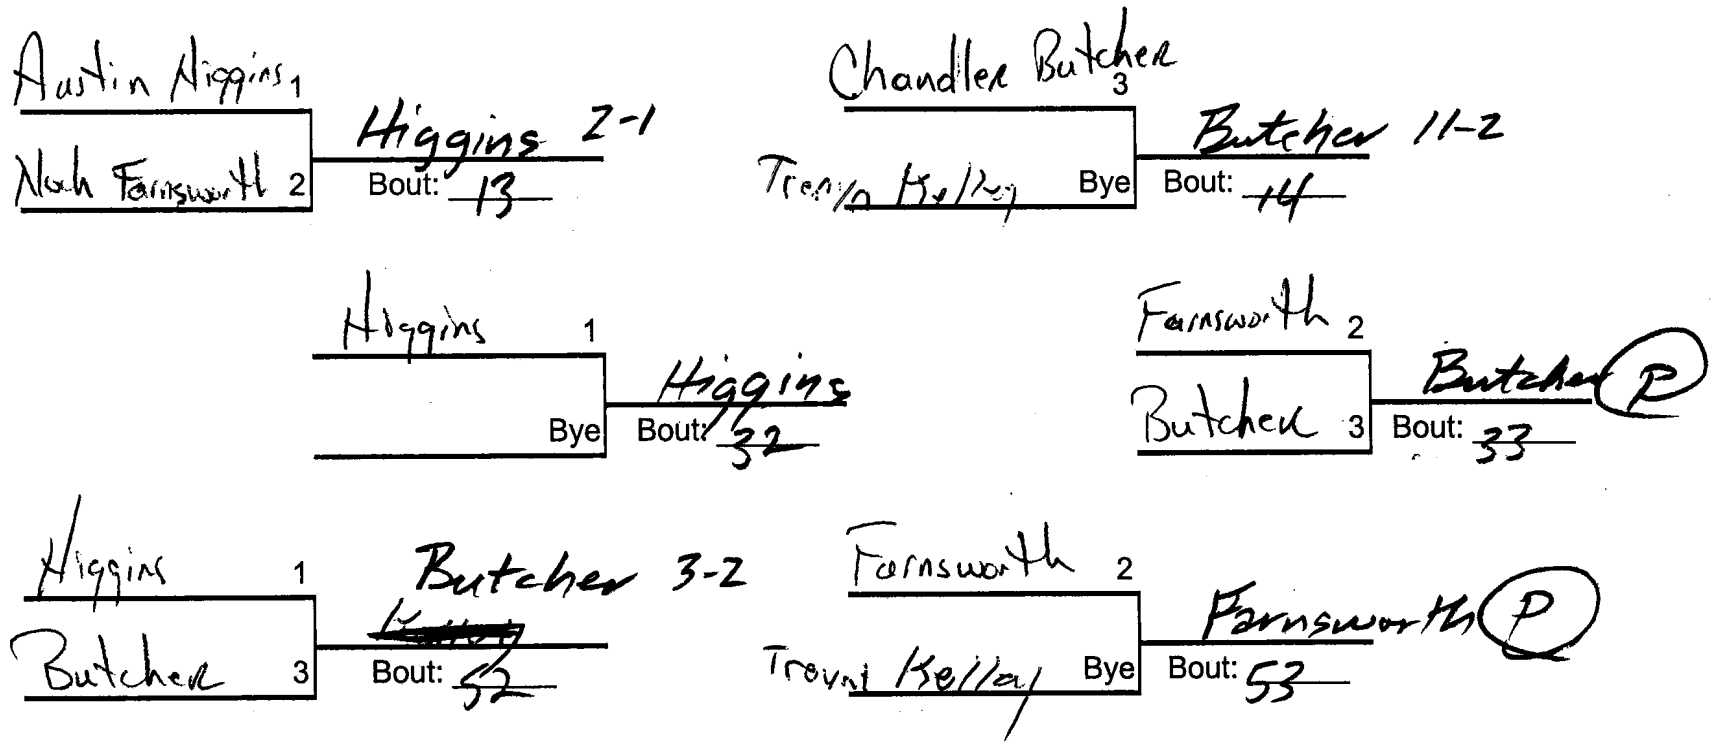 Austin Higgins 1
Noah Farnsworth 2
Higgins 2-1
Bout: 13
Chandler Butcher 3
Kelley Bye
Butcher 11-2
Bout: 14
Higgins 1
Bye
Higgins
Bout: 32
Farnsworth 2
Butcher 3
Butcher P
Bout: 33
Higgins 1
Butcher 3
Butcher 3-2
Bout: 52
Farnsworth 2
Kelley Bye
Farnsworth P
Bout: 53